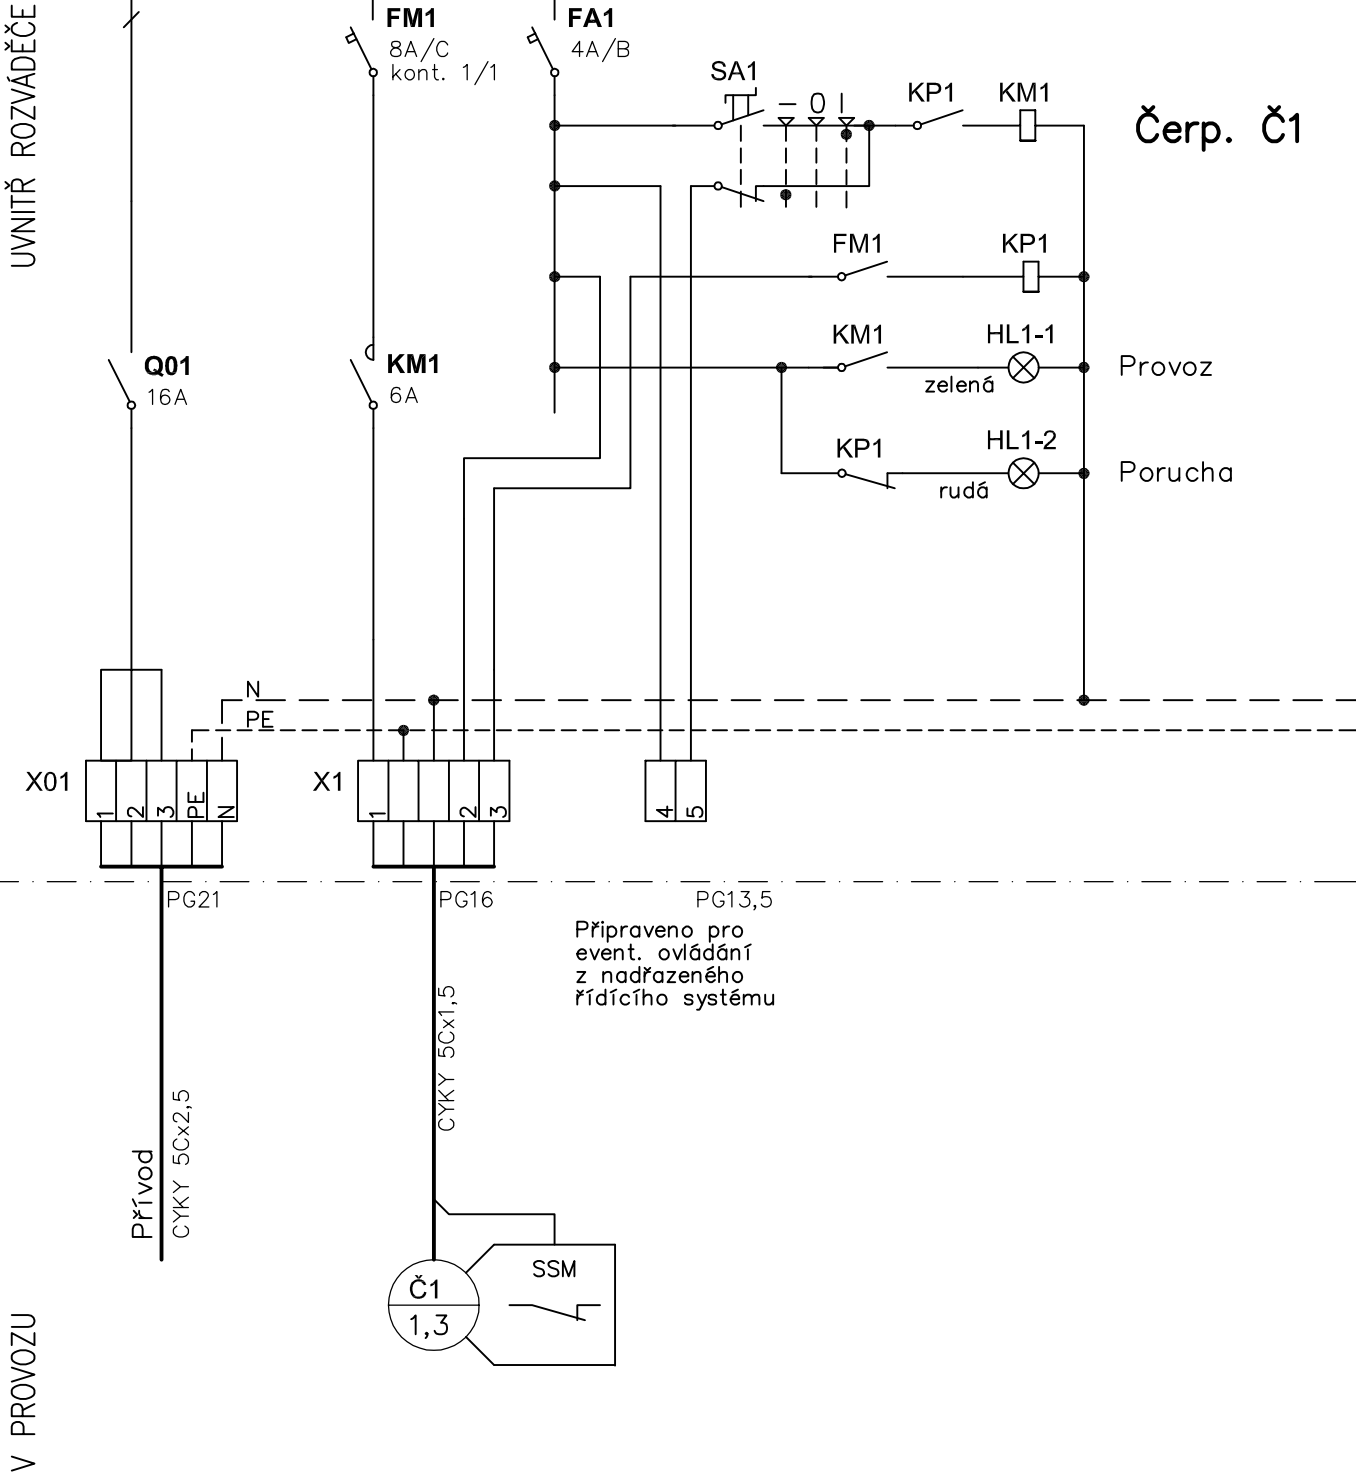 UVNITŘ ROZVÁDĚČE
FM1
8A/C
kont. 1/1
FA1
4A/B
SA1
– 0 I
KP1
KM1
Čerp. Č1
FM1
KP1
KM1
HL1-1
zelená
Provoz
KP1
HL1-2
rudá
Porucha
Q01
16A
KM1
6A
N
PE
X01
1
2
3
PE
N
X1
1
2
3
4
5
PG21
PG16
PG13,5
Připraveno pro
event. ovládání
z nadřazeného
řídícího systému
CYKY 5Cx1,5
Přívod
CYKY 5Cx2,5
Č1
1,3
SSM
V PROVOZU